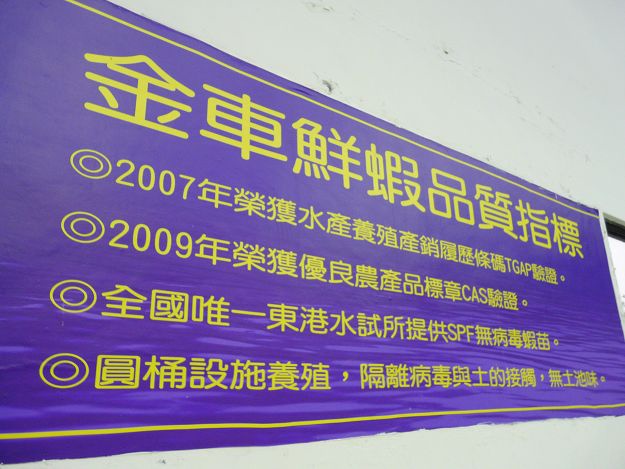 金車鮮蝦品質指標
◎2007年榮獲水產養殖產銷履歷條碼TGAP驗證。
◎2009年榮獲優良農產品標章CAS驗證。
◎全國唯一東港水試所提供SPF無病毒蝦苗。
◎圓桶設施養殖，隔離病毒與土的接觸，無土池味。